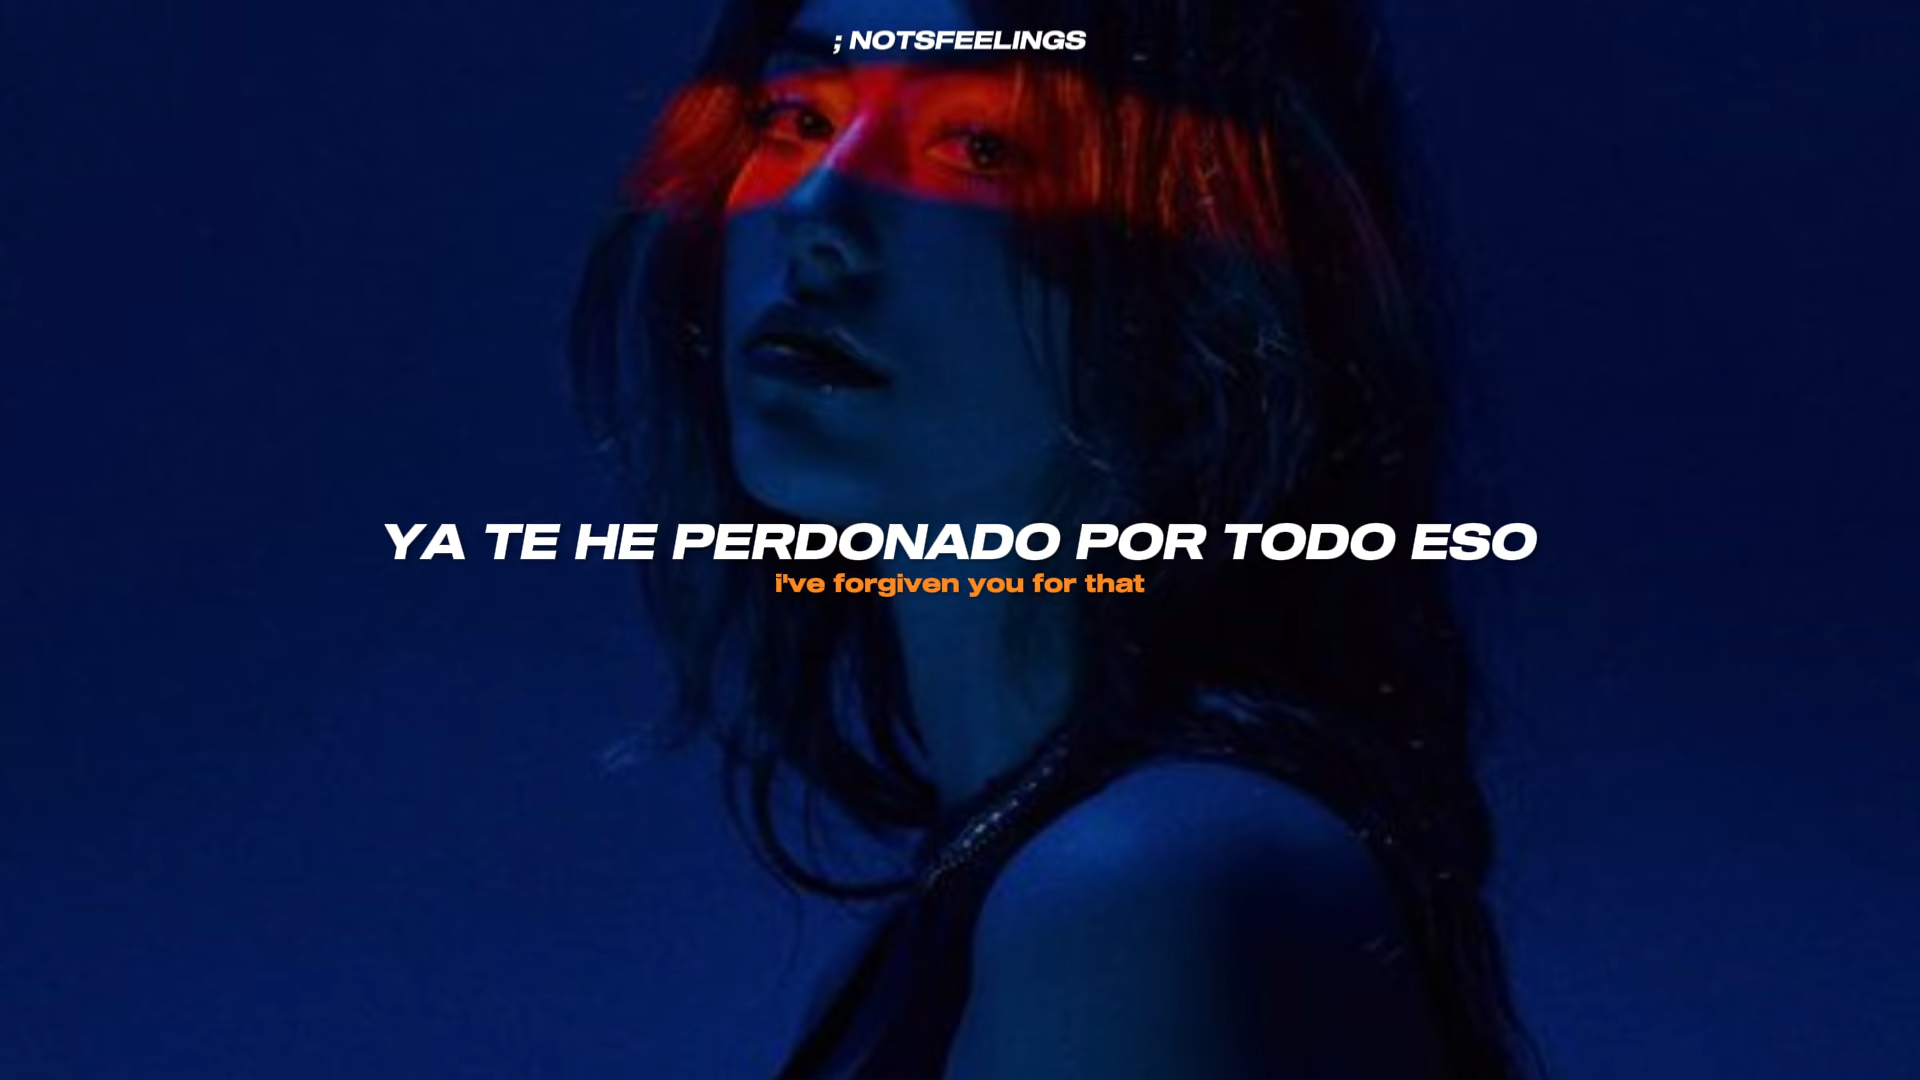 ; NOTSFEELINGS
YA TE HE PERDONADO POR TODO ESO
i've forgiven you for that